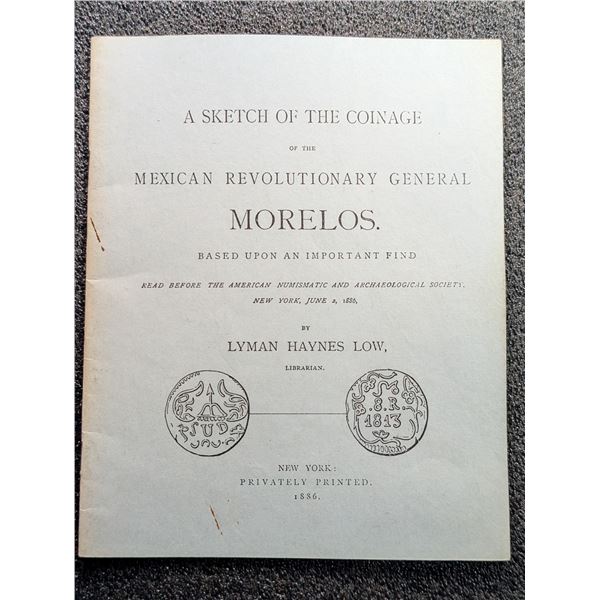 A SKETCH OF THE COINAGE
OF THE
MEXICAN REVOLUTIONARY GENERAL
MORELOS.
BASED UPON AN IMPORTANT FIND
READ BEFORE THE AMERICAN NUMISMATIC AND ARCHAEOLOGICAL SOCIETY,
NEW YORK, JUNE 2, 1886,
BY
LYMAN HAYNES LOW,
LIBRARIAN.
SUD
M
.8.R.
1813
NEW YORK:
PRIVATELY PRINTED.
1886.